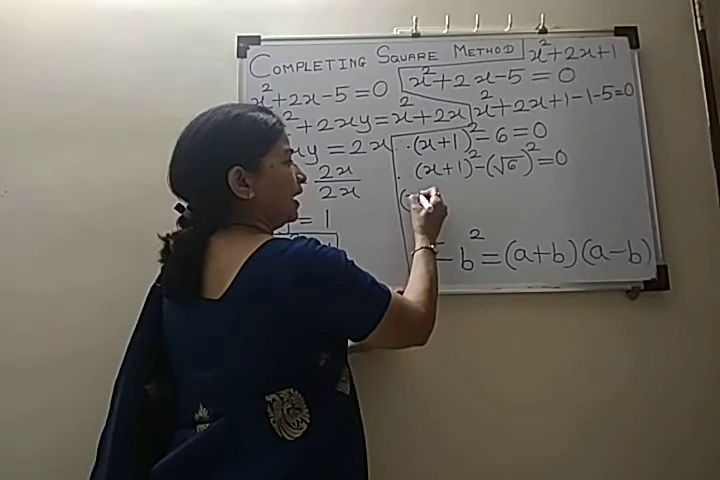 COMPLETING SQUARE METHOD
x² + 2x + 1
x² + 2x - 5 = 0
² + 2xy = x² + 2x
xy = 2x
2x
2x
= 1
x² + 2x - 5 = 0
x² + 2x + 1 - 1 - 5 = 0
(x + 1)² - 6 = 0
(x + 1)² - (√6)² = 0
(
- b² = (a + b)(a - b)